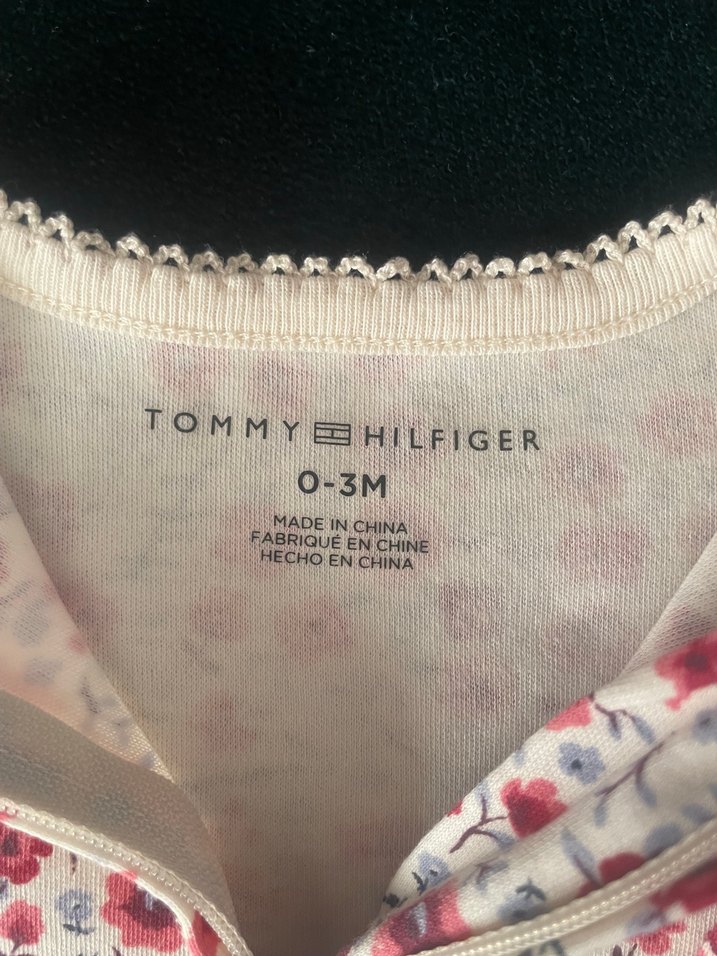 TOMMY HILFIGER
0-3M
MADE IN CHINA
FABRIQUÉ EN CHINE
HECHO EN CHINA